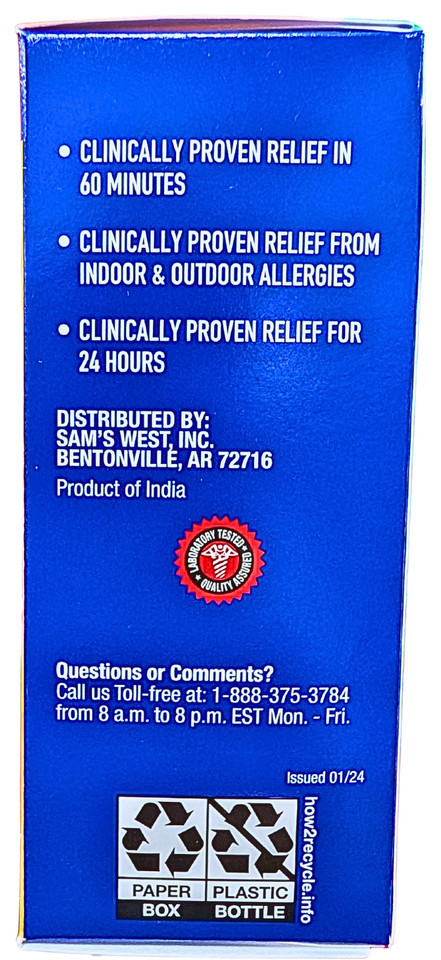 • CLINICALLY PROVEN RELIEF IN
60 MINUTES
• CLINICALLY PROVEN RELIEF FROM
INDOOR & OUTDOOR ALLERGIES
• CLINICALLY PROVEN RELIEF FOR
24 HOURS
DISTRIBUTED BY:
SAM'S WEST, INC.
BENTONVILLE, AR 72716
Product of India
LABORATORY TESTED
QUALITY ASSURED
Questions or Comments?
Call us Toll-free at: 1-888-375-3784
from 8 a.m. to 8 p.m. EST Mon. - Fri.
Issued 01/24
PAPER
BOX
PLASTIC
BOTTLE
how2recycle.info